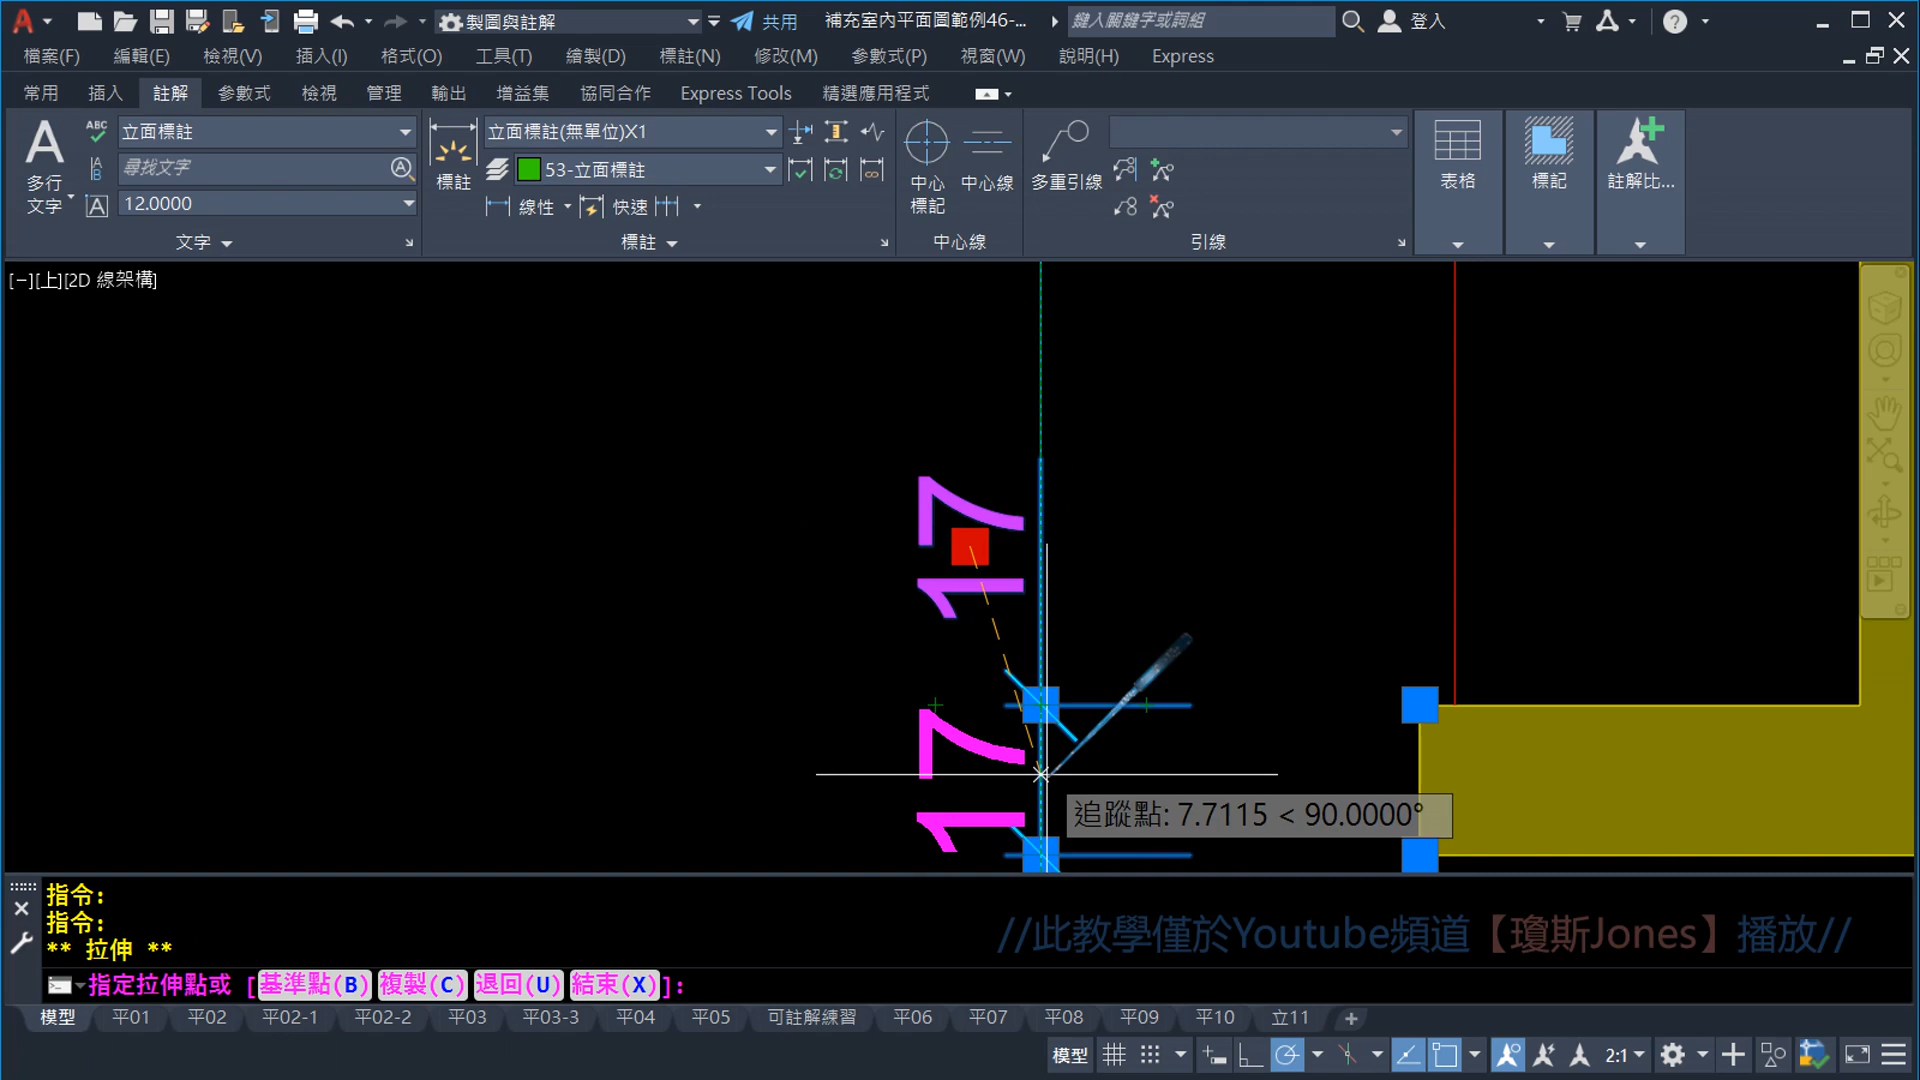 製圖與註解
共用
補充室內平面圖範例46-...
鍵入關鍵字或詞組
登入
檔案(F) 編輯(E) 檢視(V) 插入(I) 格式(O) 工具(T) 繪製(D) 標註(N) 修改(M) 參數式(P) 視窗(W) 說明(H) Express
常用 插入 註解 參數式 檢視 管理 輸出 增益集 協同合作 Express Tools 精選應用程式
多行
文字
ABC
立面標註
尋找文字
12.0000
文字
標註
立面標註(無單位)X1
53-立面標註
線性
快速
標註
中心
標記
中心線
中心線
多重引線
引線
表格
標記
註解比...
[−][上][2D 線架構]
17
17
追蹤點: 7.7115 < 90.0000°
指令:
指令:
** 拉伸 **
指定拉伸點或 [基準點(B) 複製(C) 退回(U) 結束(X)]:
//此教學僅於Youtube頻道【瓊斯Jones】播放//
模型 平01 平02 平02-1 平02-2 平03 平03-3 平04 平05 可註解練習 平06 平07 平08 平09 平10 立11 +
模型
2:1